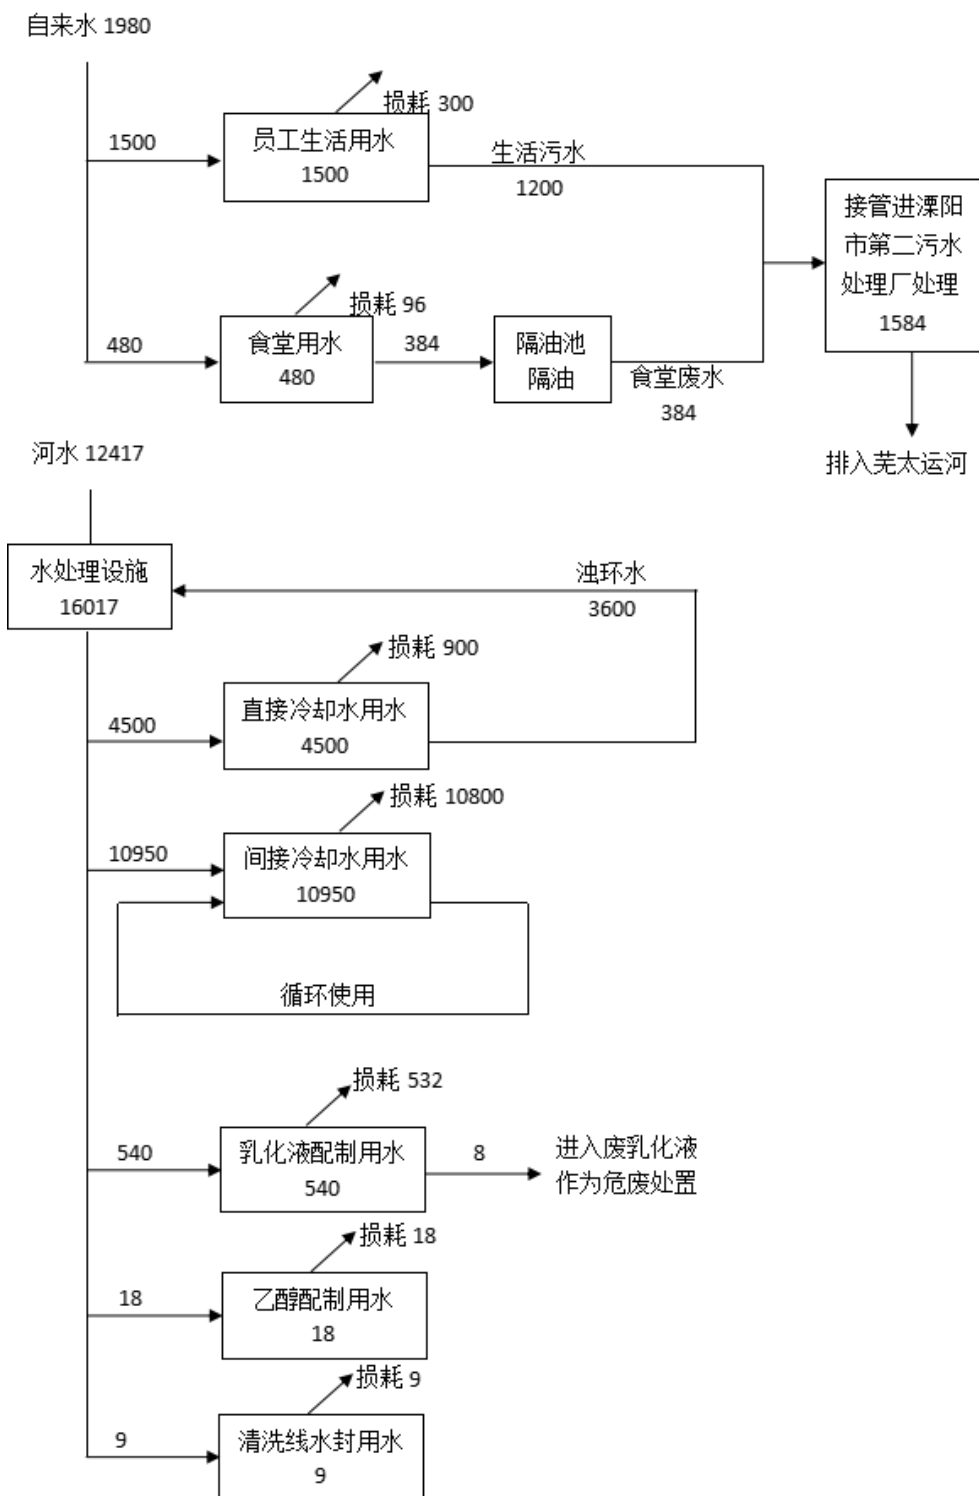 自来水 1980
损耗 300
1500
员工生活用水
1500
生活污水
1200
接管进溧阳
市第二污水
处理厂处理
1584
损耗 96
480
食堂用水
480
384
隔油池
隔油
食堂废水
384
排入芜太运河
河水 12417
水处理设施
16017
浊环水
3600
损耗 900
4500
直接冷却水用水
4500
损耗 10800
10950
间接冷却水用水
10950
循环使用
损耗 532
540
乳化液配制用水
540
8
进入废乳化液
作为危废处置
损耗 18
18
乙醇配制用水
18
损耗 9
9
清洗线水封用水
9